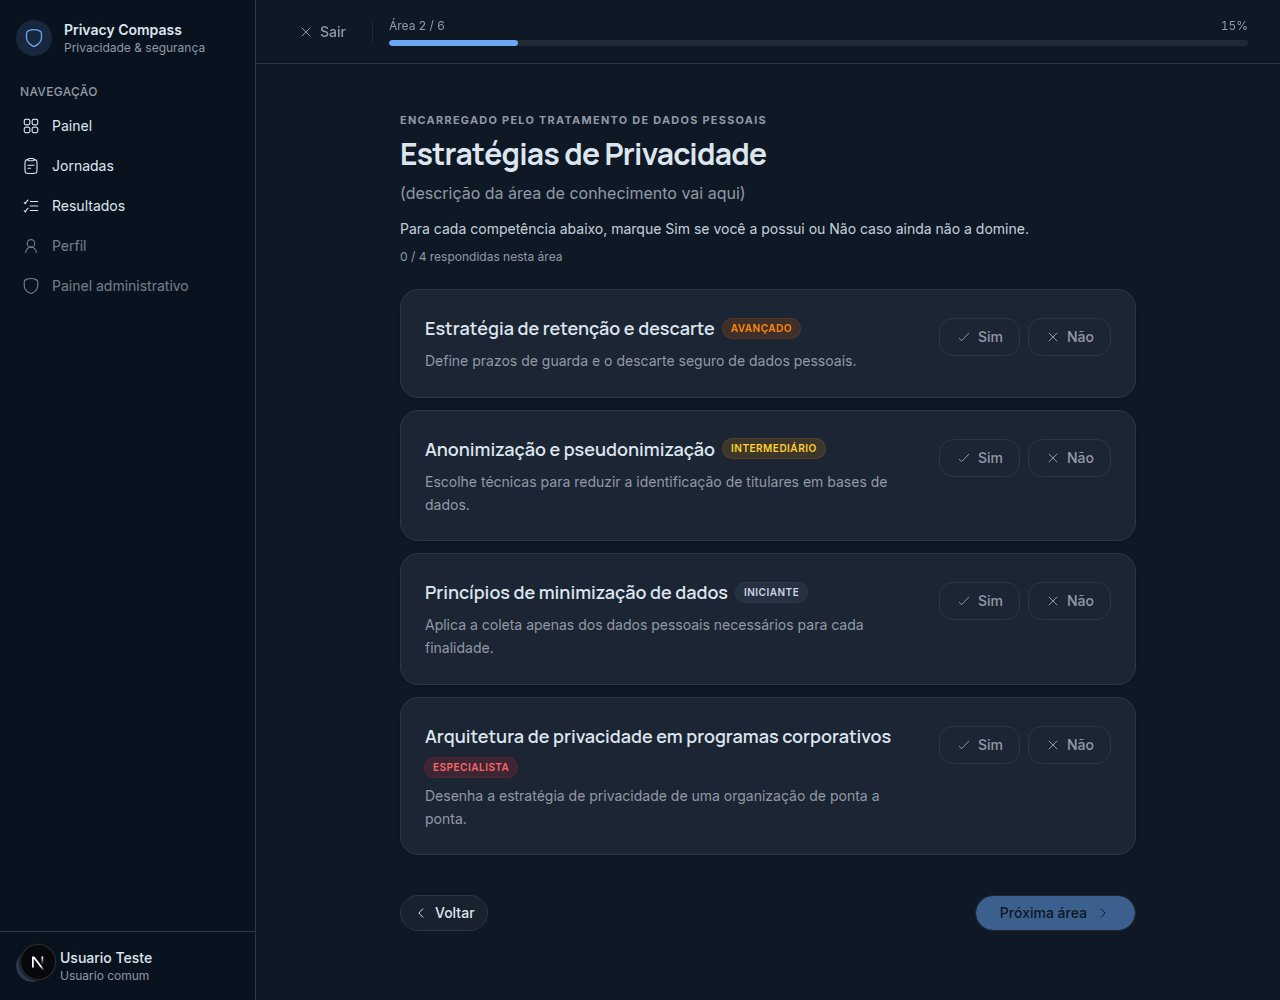 Privacy Compass
Privacidade & segurança
NAVEGAÇÃO
Painel
Jornadas
Resultados
Perfil
Painel administrativo
N
Usuario Teste
Usuario comum
Sair
Área 2 / 6
15%
ENCARREGADO PELO TRATAMENTO DE DADOS PESSOAIS
Estratégias de Privacidade
(descrição da área de conhecimento vai aqui)
Para cada competência abaixo, marque Sim se você a possui ou Não caso ainda não a domine.
0 / 4 respondidas nesta área
Estratégia de retenção e descarte AVANÇADO
Sim
Não
Define prazos de guarda e o descarte seguro de dados pessoais.
Anonimização e pseudonimização INTERMEDIÁRIO
Sim
Não
Escolhe técnicas para reduzir a identificação de titulares em bases de
dados.
Princípios de minimização de dados INICIANTE
Sim
Não
Aplica a coleta apenas dos dados pessoais necessários para cada
finalidade.
Arquitetura de privacidade em programas corporativos
Sim
Não
ESPECIALISTA
Desenha a estratégia de privacidade de uma organização de ponta a
ponta.
Voltar
Próxima área